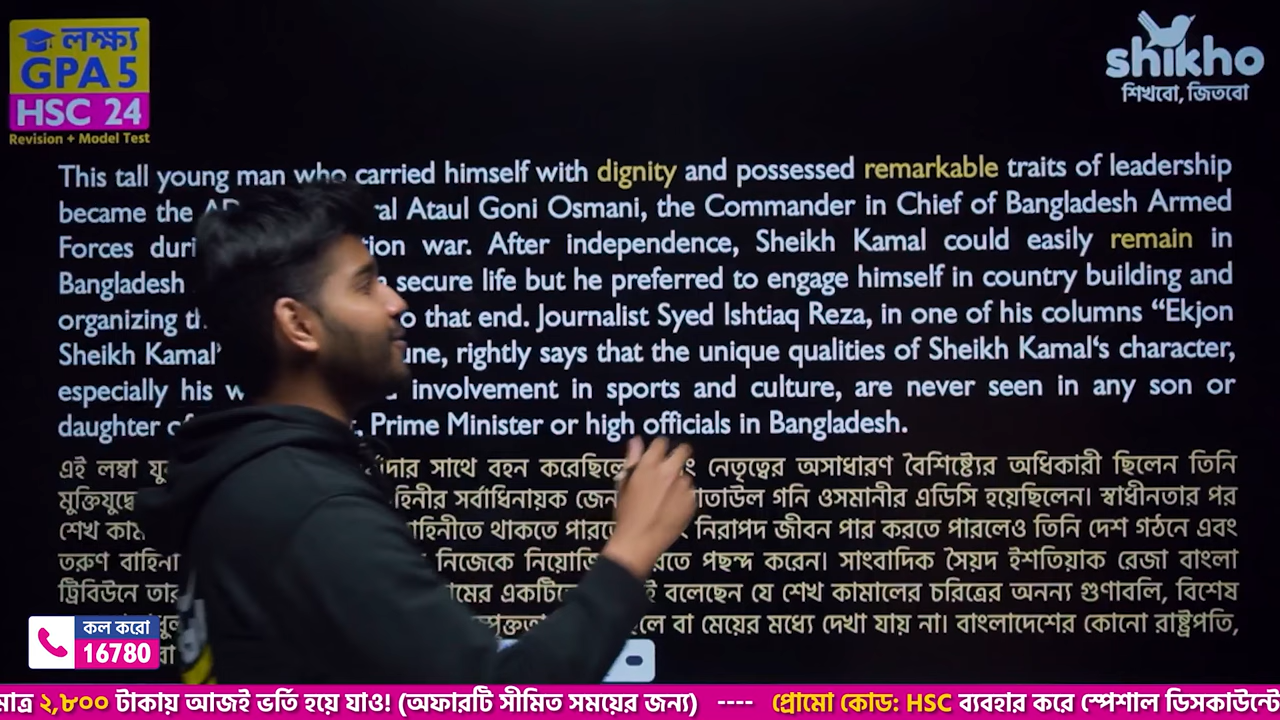 লক্ষ্য
GPA 5
HSC 24
Revision + Model Test
shikho
শিখবো, জিতবো
This tall young man who carried himself with dignity and possessed remarkable traits of leadership
became the Ataul Goni Osmani, the Commander in Chief of Bangladesh Armed
Forces war. After independence, Sheikh Kamal could easily remain in
Bangladesh secure life but he preferred to engage himself in country building and
organizing to that end. Journalist Syed Ishtiaq Reza, in one of his columns “Ekjon
Sheikh Kamal’ rightly says that the unique qualities of Sheikh Kamal‘s character,
especially his involvement in sports and culture, are never seen in any son or
daughter Prime Minister or high officials in Bangladesh.
এই লম্বা সাথে বহন নেতৃত্বের অসাধারণ বৈশিষ্ট্যের অধিকারী ছিলেন তিনি
মুক্তিযুদ্ধে সর্বাধিনায়ক গনি ওসমানীর এডিসি হয়েছিলেন। স্বাধীনতার পর
শেখ থাকতে নিরাপদ জীবন পার করতে পারলেও তিনি দেশ গঠনে এবং
তরুণ নিজেকে পছন্দ করেন। সাংবাদিক সৈয়দ ইশতিয়াক রেজা বাংলা
ট্রিবিউনে বলেছেন যে শেখ কামালের চরিত্রের অনন্য গুণাবলি, বিশেষ
বা মেয়ের মধ্যে দেখা যায় না। বাংলাদেশের কোনো রাষ্ট্রপতি,
কল করো
16780
মাত্র ২,৮০০ টাকায় আজই ভর্তি হয়ে যাও! (অফারটি সীমিত সময়ের জন্য) ---- প্রোমো কোড: HSC ব্যবহার করে স্পেশাল ডিসকাউন্টে